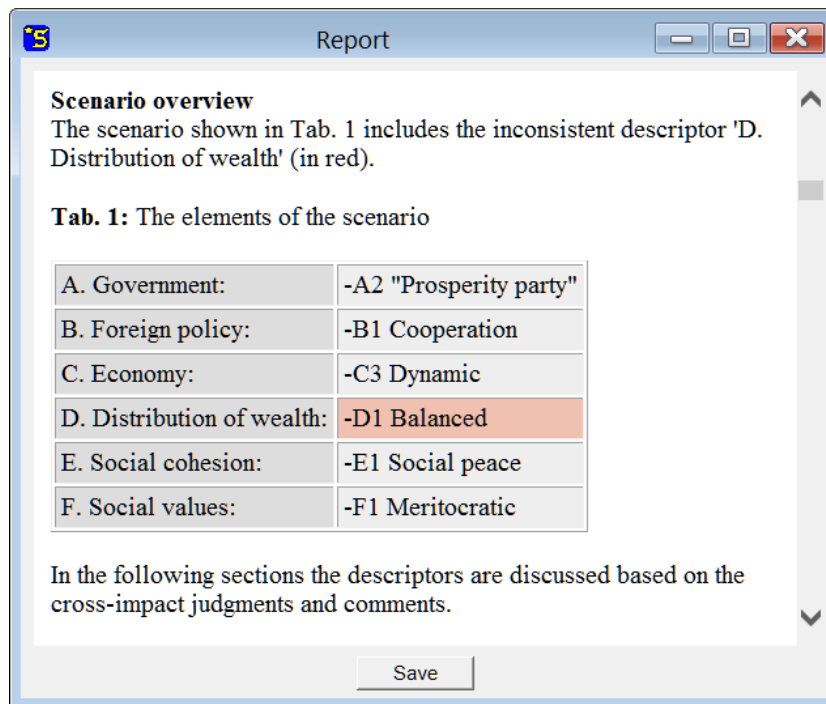 Report
Scenario overview
The scenario shown in Tab. 1 includes the inconsistent descriptor 'D.
Distribution of wealth' (in red).
Tab. 1: The elements of the scenario
A. Government: -A2 "Prosperity party"
B. Foreign policy: -B1 Cooperation
C. Economy: -C3 Dynamic
D. Distribution of wealth: -D1 Balanced
E. Social cohesion: -E1 Social peace
F. Social values: -F1 Meritocratic
In the following sections the descriptors are discussed based on the
cross-impact judgments and comments.
Save